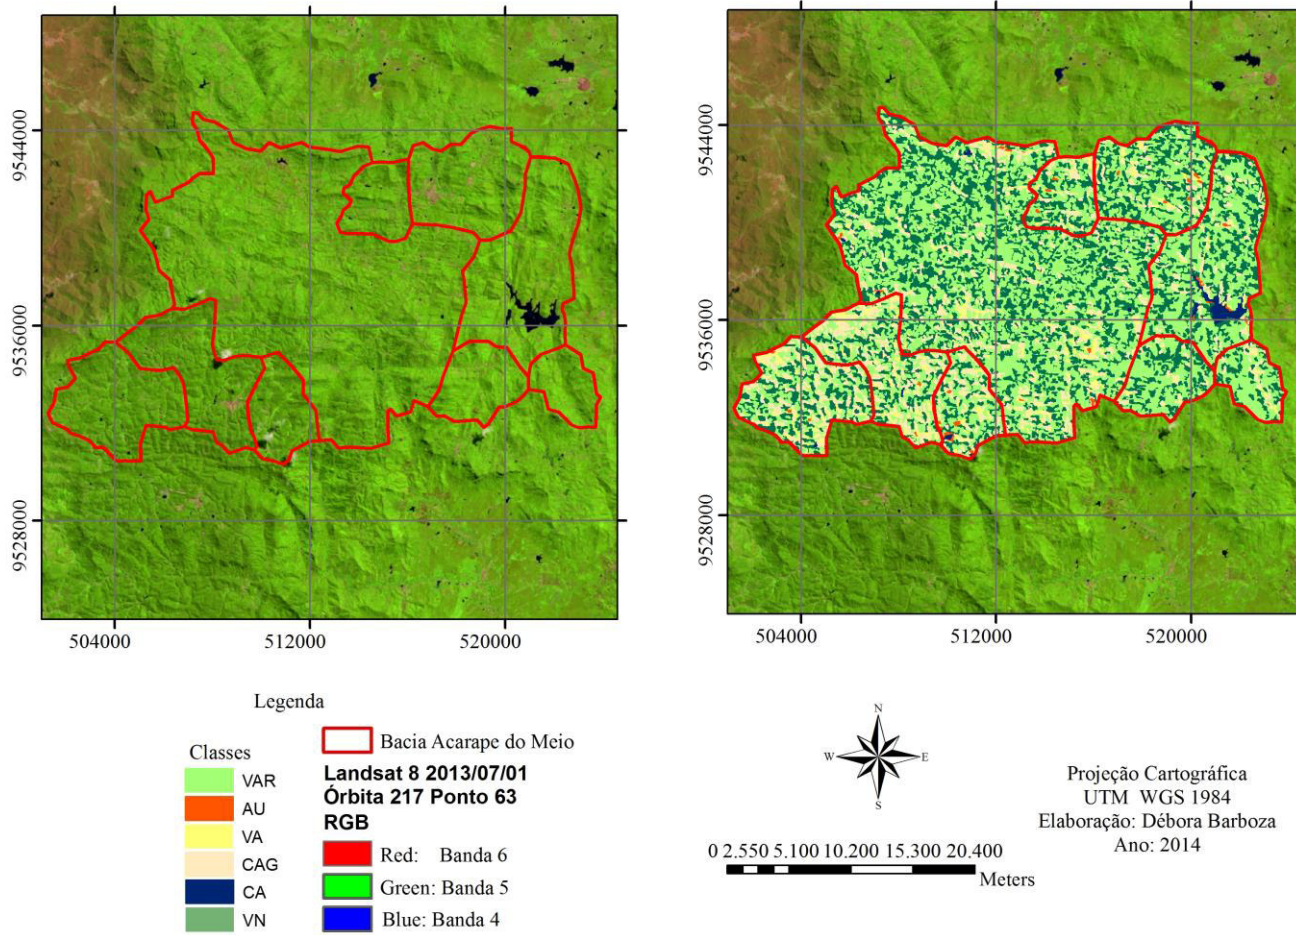 9544000
9536000
9528000
504000
512000
520000
9544000
9536000
9528000
504000
512000
520000
Legenda
Classes
VAR
AU
VA
CAG
CA
VN
Bacia Acarape do Meio
Landsat 8 2013/07/01
Órbita 217 Ponto 63
RGB
Red: Banda 6
Green: Banda 5
Blue: Banda 4
N
W
E
S
0 2.550 5.100 10.200 15.300 20.400
Meters
Projeção Cartográfica
UTM WGS 1984
Elaboração: Débora Barboza
Ano: 2014